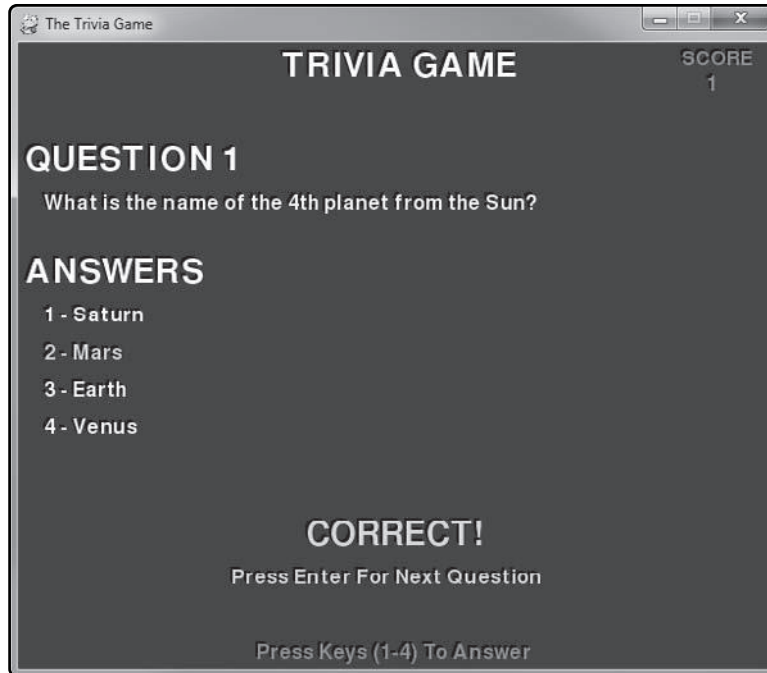 The Trivia Game
TRIVIA GAME
SCORE
1
QUESTION 1
What is the name of the 4th planet from the Sun?
ANSWERS
1 - Saturn
2 - Mars
3 - Earth
4 - Venus
CORRECT!
Press Enter For Next Question
Press Keys (1-4) To Answer